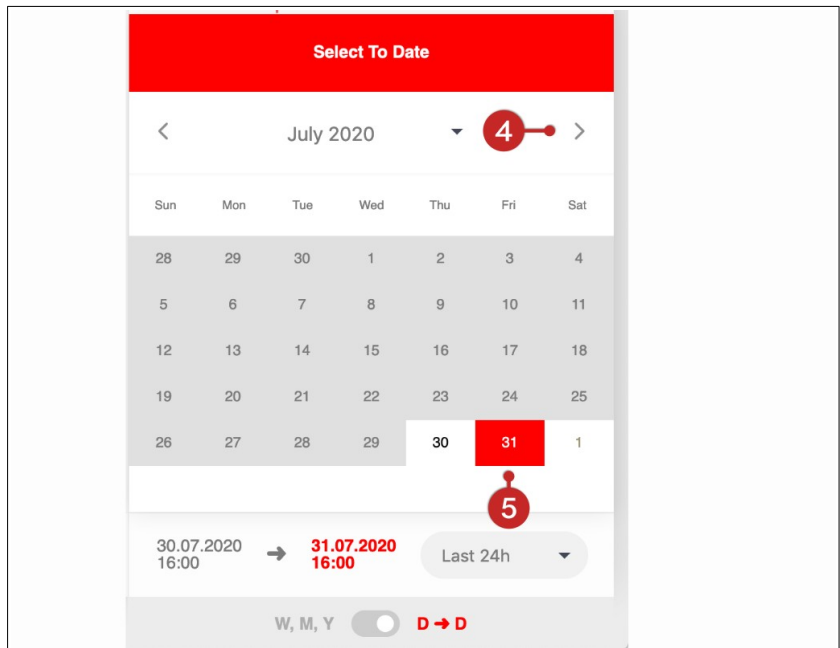 Select To Date
July 2020 4
Sun Mon Tue Wed Thu Fri Sat
28 29 30 1 2 3 4
5 6 7 8 9 10 11
12 13 14 15 16 17 18
19 20 21 22 23 24 25
26 27 28 29 30 31 1
5
30.07.2020 ➔ 31.07.2020 Last 24h
16:00 16:00
W, M, Y D ➔ D